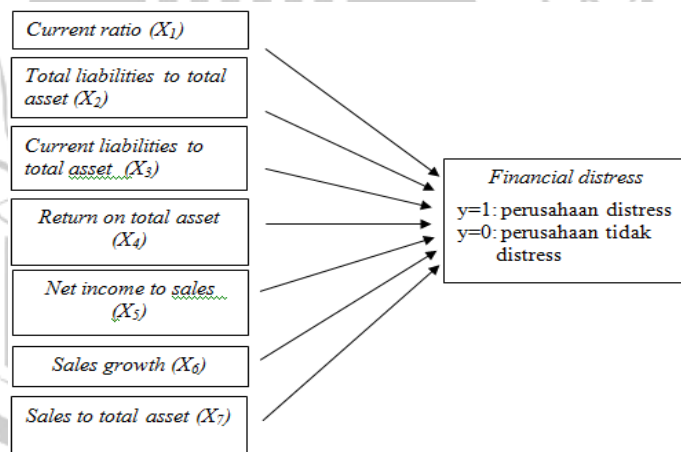 Current ratio (X1)
Total liabilities to total
asset (X2)
Current liabilities to
total asset (X3)
Return on total asset
(X4)
Net income to sales
(X5)
Sales growth (X6)
Sales to total asset (X7)
Financial distress
y=1: perusahaan distress
y=0: perusahaan tidak
distress